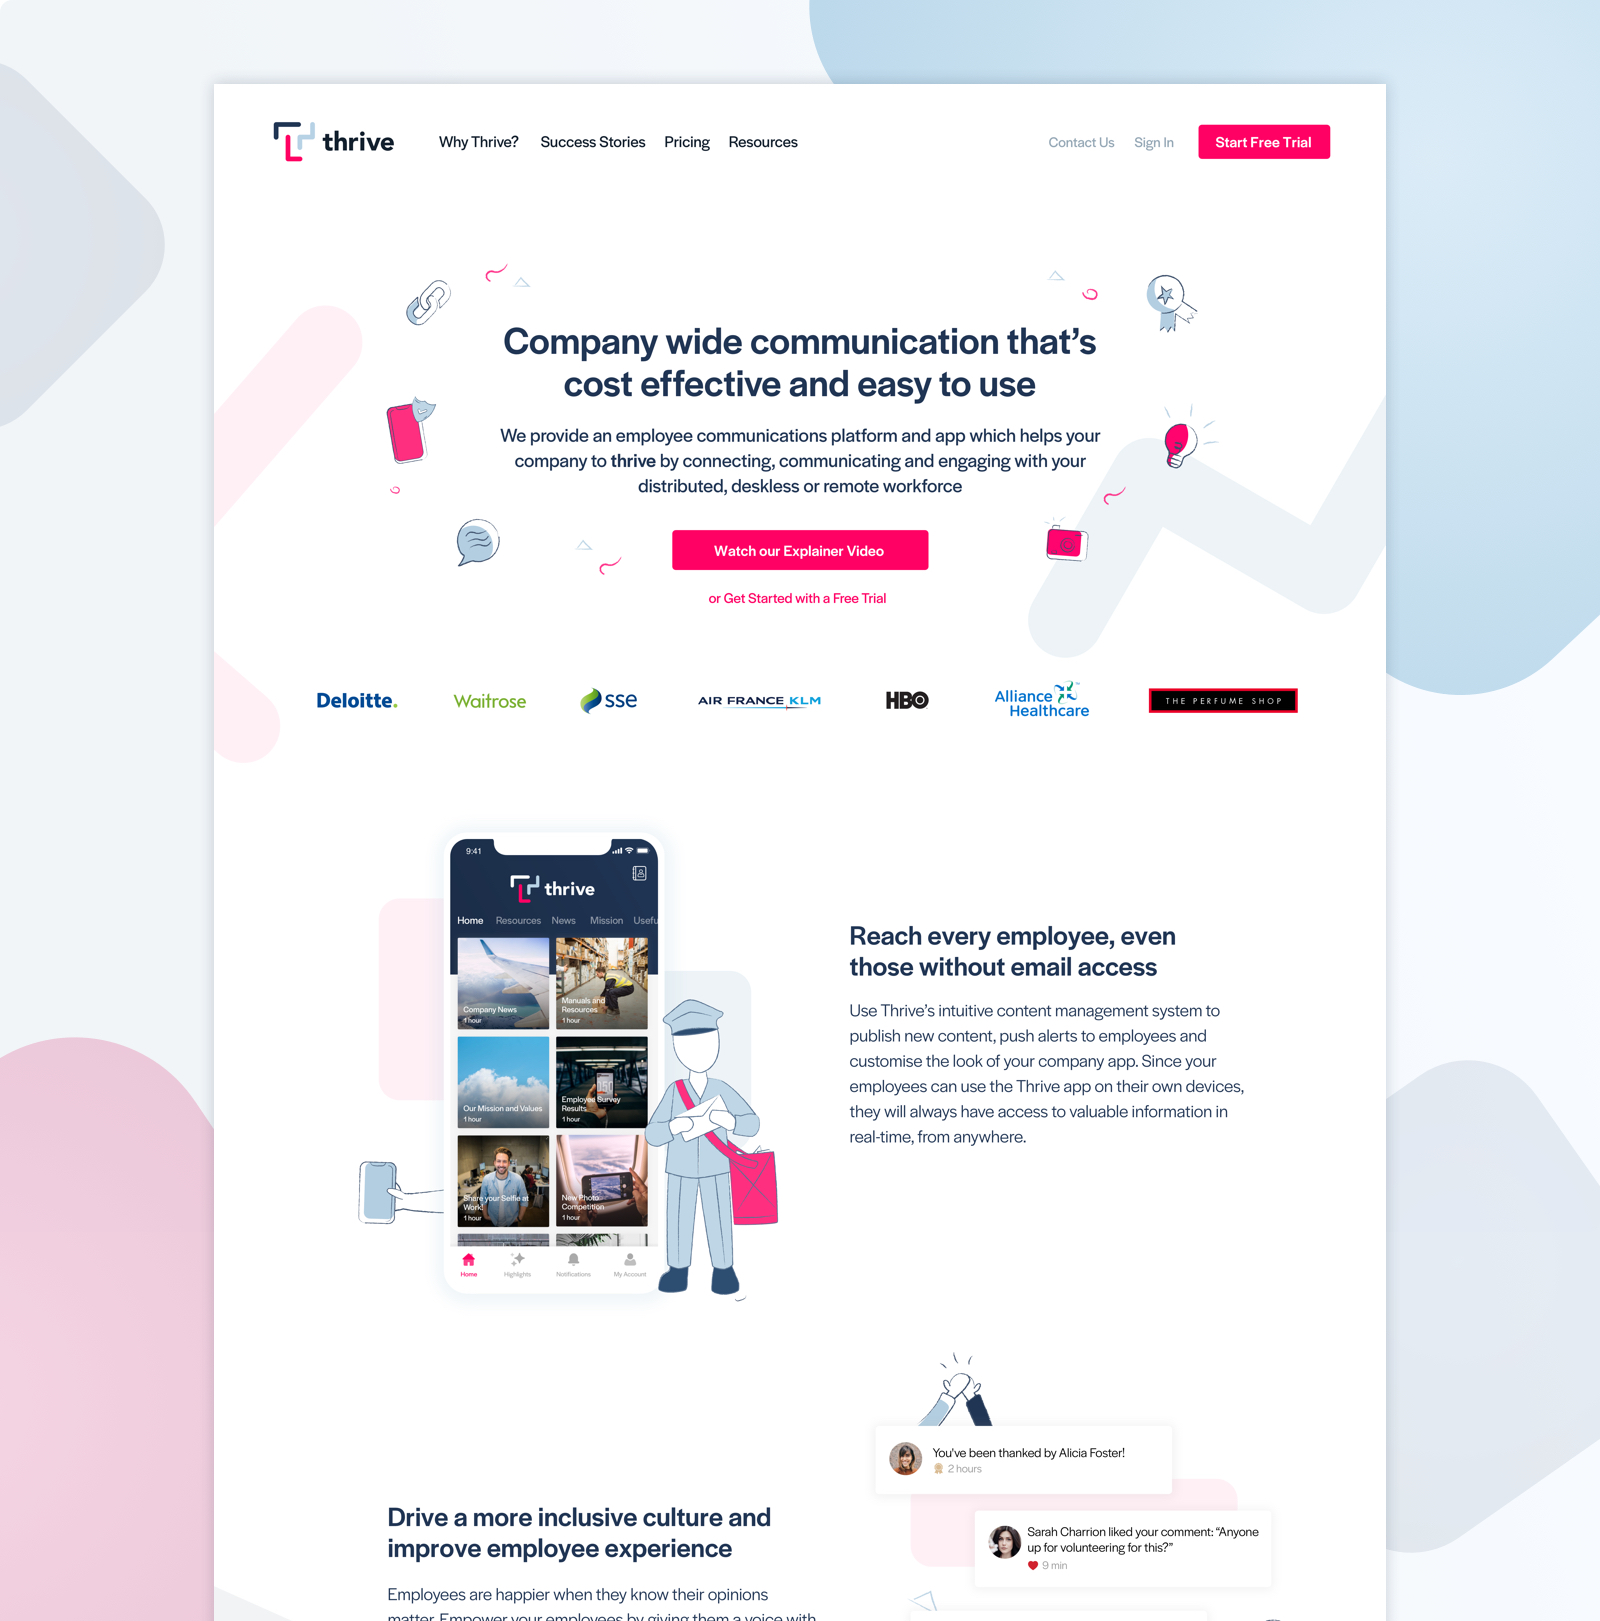 thrive
Why Thrive?
Success Stories
Pricing
Resources
Contact Us
Sign In
Start Free Trial
Company wide communication that's
cost effective and easy to use
We provide an employee communications platform and app which helps your
company to thrive by connecting, communicating and engaging with your
distributed, deskless or remote workforce
Watch our Explainer Video
or Get Started with a Free Trial
Deloitte.
Waitrose
sse
AIR FRANCE KLM
HBO
Alliance
Healthcare
THE PERFUME SHOP
9:41
thrive
Home
Resources
News
Mission
Usefu
Company News
1 hour
Manuals and
Resources
1 hour
Our Mission and Values
1 hour
150
Employee Survey
Results
1 hour
Share your Selfie at
Work!
1 hour
New Photo
Competition
1 hour
Home
Highlights
Notifications
My Account
Reach every employee, even
those without email access
Use Thrive's intuitive content management system to
publish new content, push alerts to employees and
customise the look of your company app. Since your
employees can use the Thrive app on their own devices,
they will always have access to valuable information in
real-time, from anywhere.
You've been thanked by Alicia Foster!
2 hours
Sarah Charrion liked your comment: “Anyone
up for volunteering for this?”
9 min
Drive a more inclusive culture and
improve employee experience
Employees are happier when they know their opinions
matter. Empower your employees by giving them a voice with